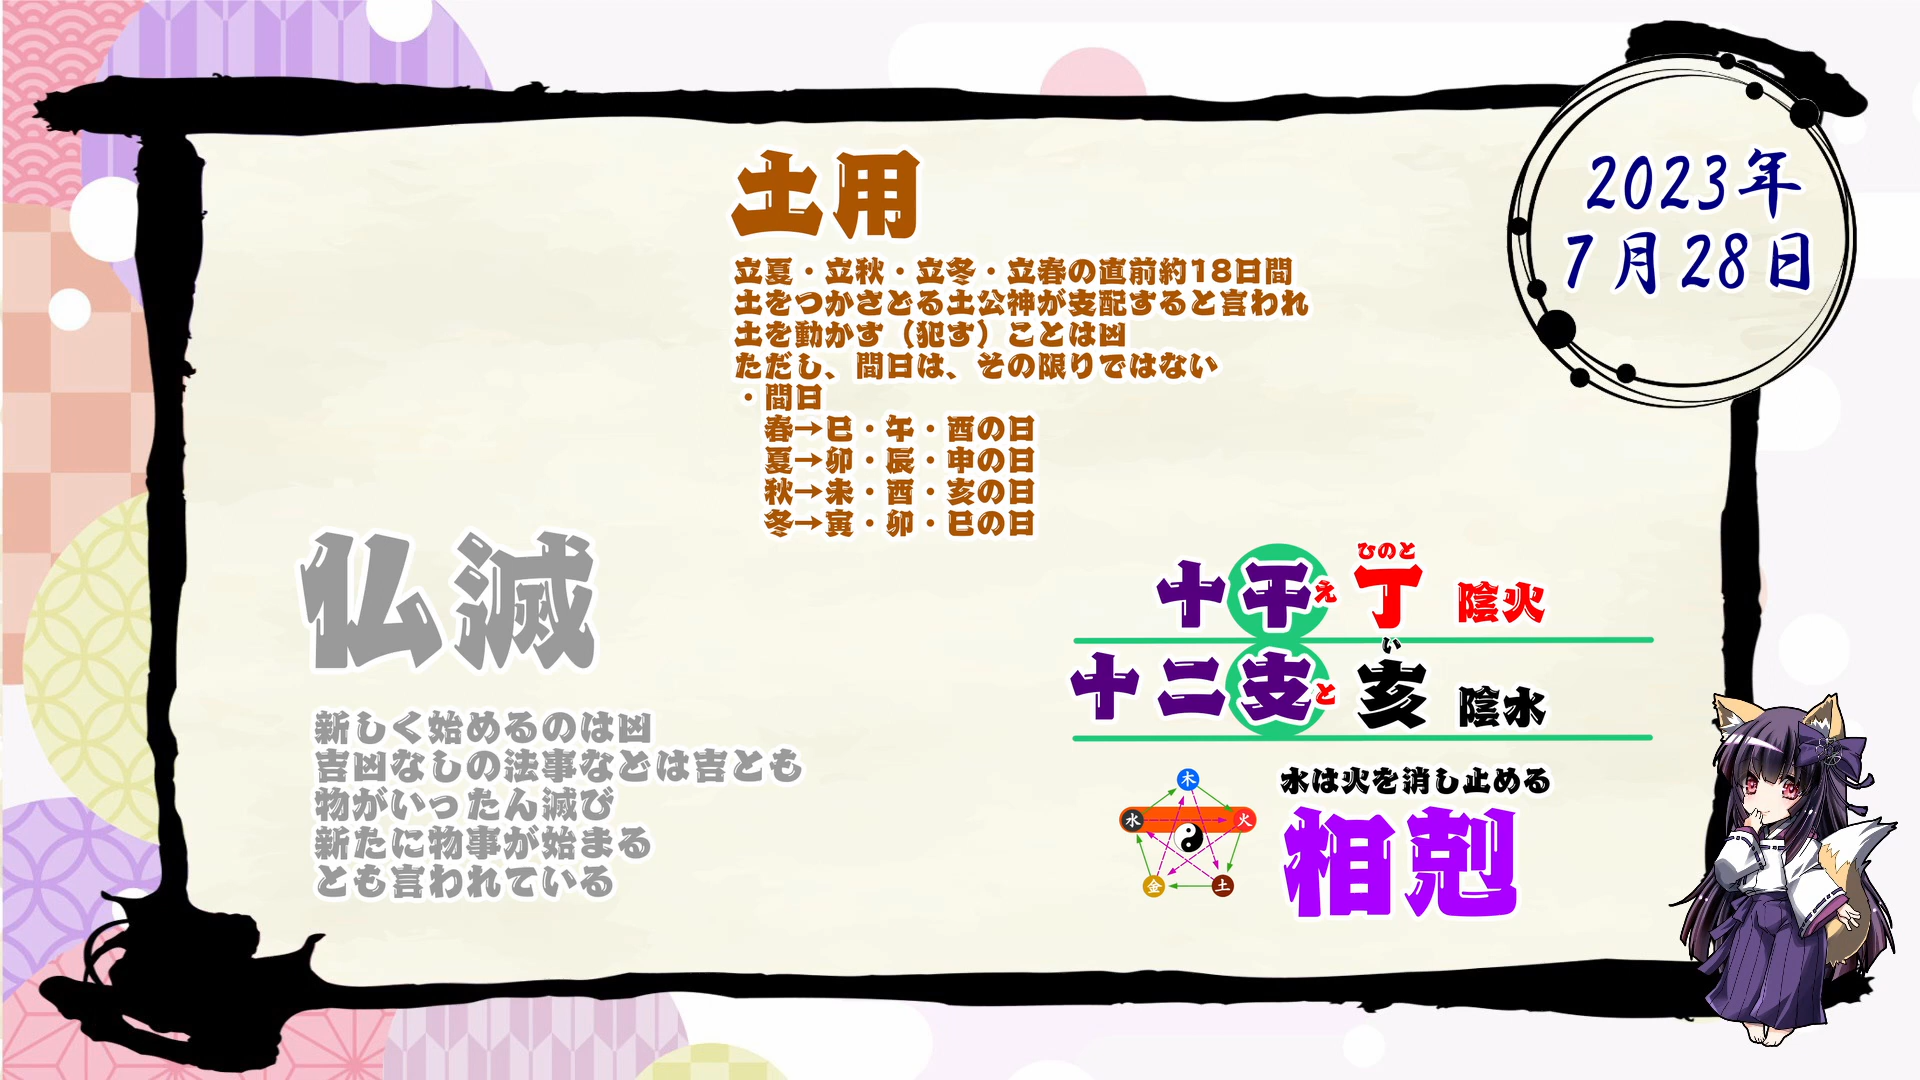 2023年
7月28日
土用
立夏・立秋・立冬・立春の直前約18日間
土をつかさどる土公神が支配すると言われ
土を動かす（犯す）ことは凶
ただし、間日は、その限りではない
・間日
春→巳・午・酉の日
夏→卯・辰・申の日
秋→未・酉・亥の日
冬→寅・卯・巳の日
仏滅
新しく始めるのは凶
吉凶なしの法事などは吉とも
物がいったん滅び
新たに物事が始まる
とも言われている
ひのと
十干え 丁 陰火
い
十二支と 亥 陰水
水は火を消し止める
相剋
木
水 火
金 土